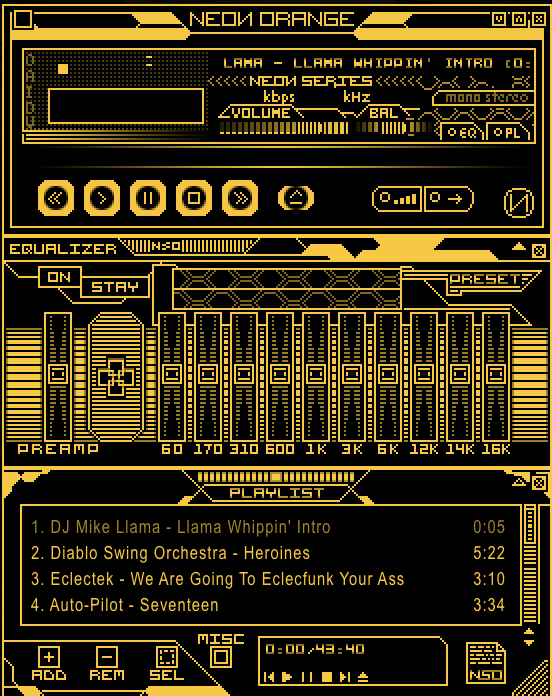 NEON ORANGE
O
A
I
D
U
LAMA - LLAMA WHIPPIN' INTRO (0:
NEON SERIES
kbps kHz
mono stereo
VOLUME BAL
EQ PL
EQUALIZER NSO
ON STAY PRESETS
PREAMP 60 170 310 600 1K 3K 6K 12K 14K 16K
PLAYLIST
1. DJ Mike Llama - Llama Whippin' Intro 0:05
2. Diablo Swing Orchestra - Heroines 5:22
3. Eclectek - We Are Going To Eclecfunk Your Ass 3:10
4. Auto-Pilot - Seventeen 3:34
MISC
0:00/43:40
ADD REM SEL NSO